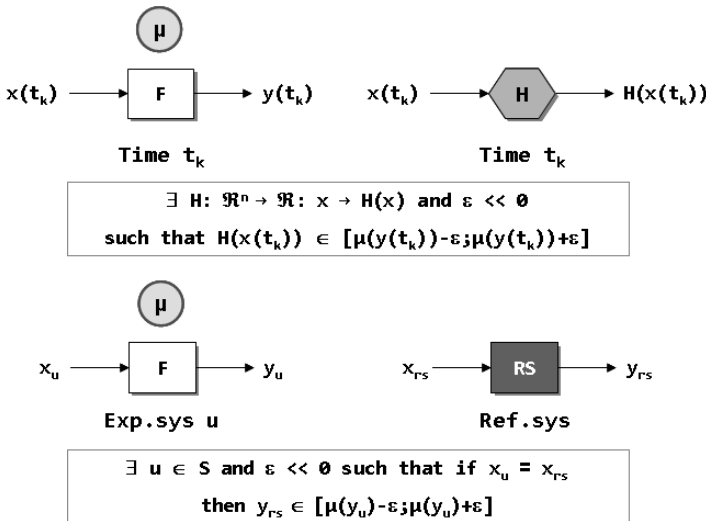 μ
x(tₖ) F y(tₖ) x(tₖ) H H(x(tₖ))
Time tₖ Time tₖ
∃ H: ℜⁿ → ℜ: x → H(x) and ε << 0
such that H(x(tₖ)) ∈ [μ(y(tₖ))-ε;μ(y(tₖ))+ε]
μ
xᵤ F yᵤ xᵣₛ RS yᵣₛ
Exp.sys u Ref.sys
∃ u ∈ S and ε << 0 such that if xᵤ = xᵣₛ
then yᵣₛ ∈ [μ(yᵤ)-ε;μ(yᵤ)+ε]